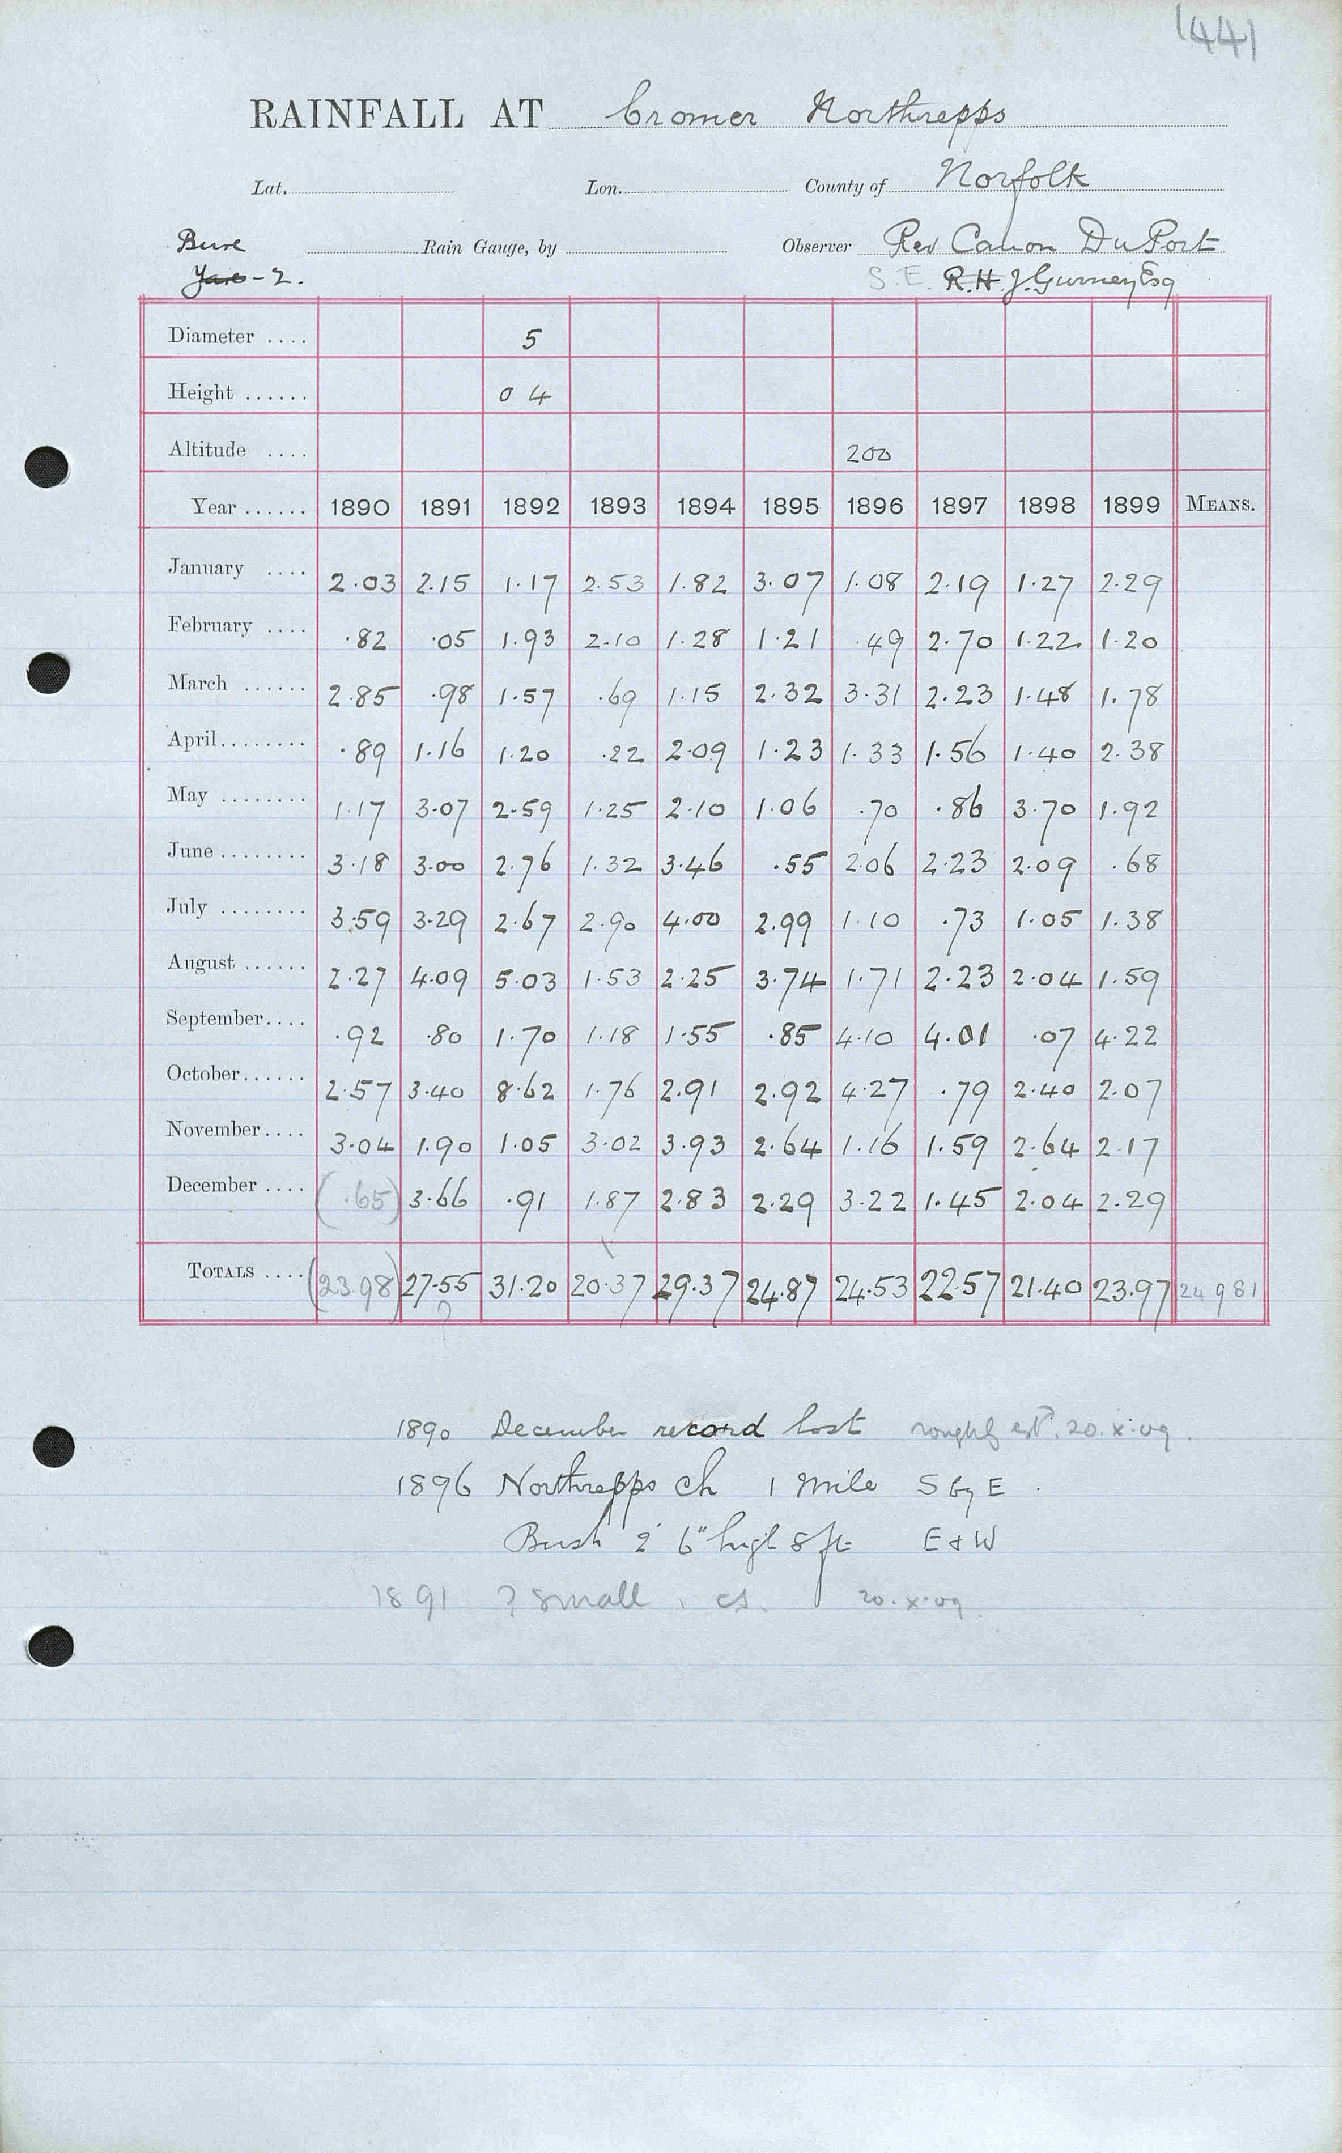 1441
RAINFALL AT Cromer Northrepps
Lat. Lon. County of Norfolk
Bure Rain Gauge, by Observer Rev Canon Du Port
Yare - 2. S.E. R.H.J. Gurney Esq
Diameter .... 5
Height ...... 0 4
Altitude .... 200
Year ...... 1890 1891 1892 1893 1894 1895 1896 1897 1898 1899 MEANS.
January .... 2.03 2.15 1.17 2.53 1.82 3.07 1.08 2.19 1.27 2.29
February .... .82 .05 1.93 2.10 1.28 1.21 .49 2.70 1.22 1.20
March ...... 2.85 .98 1.57 .69 1.15 2.32 3.31 2.23 1.48 1.78
April........ .89 1.16 1.20 .22 2.09 1.23 1.33 1.56 1.40 2.38
May ........ 1.17 3.07 2.59 1.25 2.10 1.06 .70 .86 3.70 1.92
June ........ 3.18 3.00 2.76 1.32 3.46 .55 2.06 2.23 2.09 .68
July ........ 3.59 3.29 2.67 2.90 4.00 2.99 1.10 .73 1.05 1.38
August ...... 2.27 4.09 5.03 1.53 2.25 3.74 1.71 2.23 2.04 1.59
September.... .92 .80 1.70 1.18 1.55 .85 4.10 4.01 .07 4.22
October...... 2.57 3.40 8.62 1.76 2.91 2.92 4.27 .79 2.40 2.07
November.... 3.04 1.90 1.05 3.02 3.93 2.64 1.16 1.59 2.64 2.17
December .... (.65) 3.66 .91 1.87 2.83 2.29 3.22 1.45 2.04 2.29
TOTALS .... (23.98) 27.55 31.20 20.37 29.37 24.87 24.53 22.57 21.40 23.97 24 981
?
1890 December record lost roughly est. 20.x.09.
1896 Northrepps Ch 1 mile S by E
Bush 2' 6" high 8 ft E & W
1891 ? small. cs. 20.x.09.